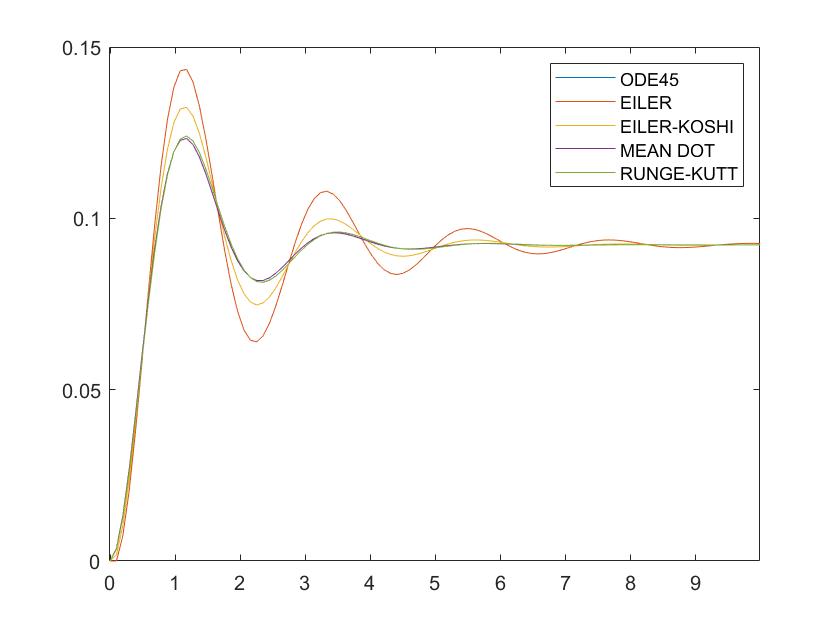 0.15
0.1
0.05
0
0 1 2 3 4 5 6 7 8 9
ODE45
EILER
EILER-KOSHI
MEAN DOT
RUNGE-KUTT